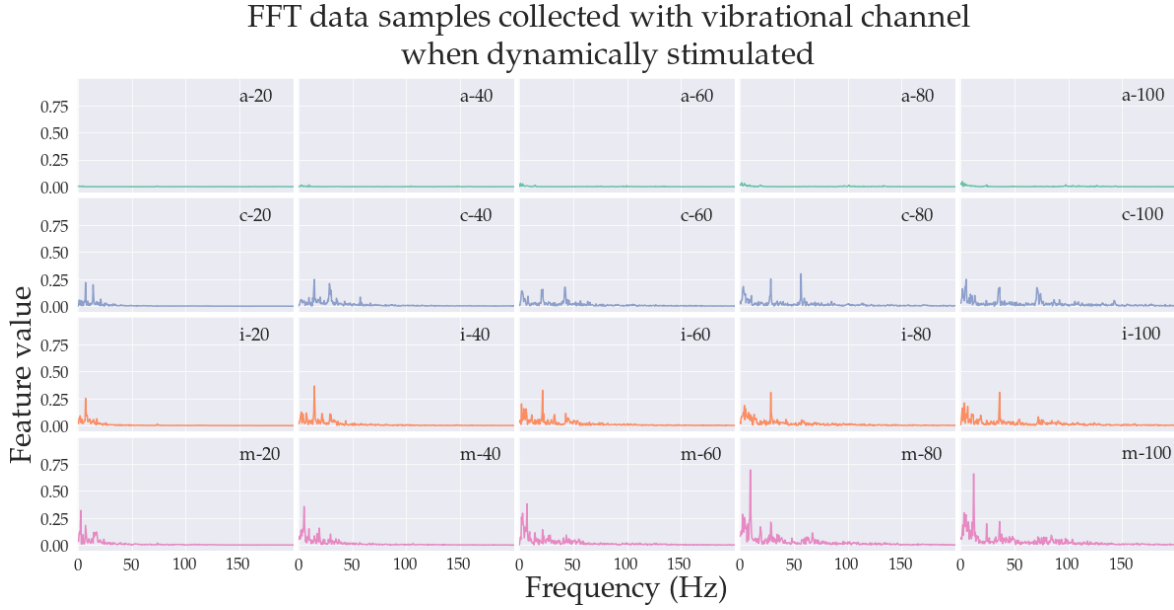 FFT data samples collected with vibrational channel
when dynamically stimulated
a-20 a-40 a-60 a-80 a-100
0.75
0.50
0.25
0.00
c-20 c-40 c-60 c-80 c-100
0.75
0.50
0.25
0.00
i-20 i-40 i-60 i-80 i-100
0.75
0.50
0.25
0.00
m-20 m-40 m-60 m-80 m-100
0.75
0.50
0.25
0.00
Feature value
0 50 100 150 0 50 100 150 0 50 100 150 0 50 100 150 0 50 100 150
Frequency (Hz)